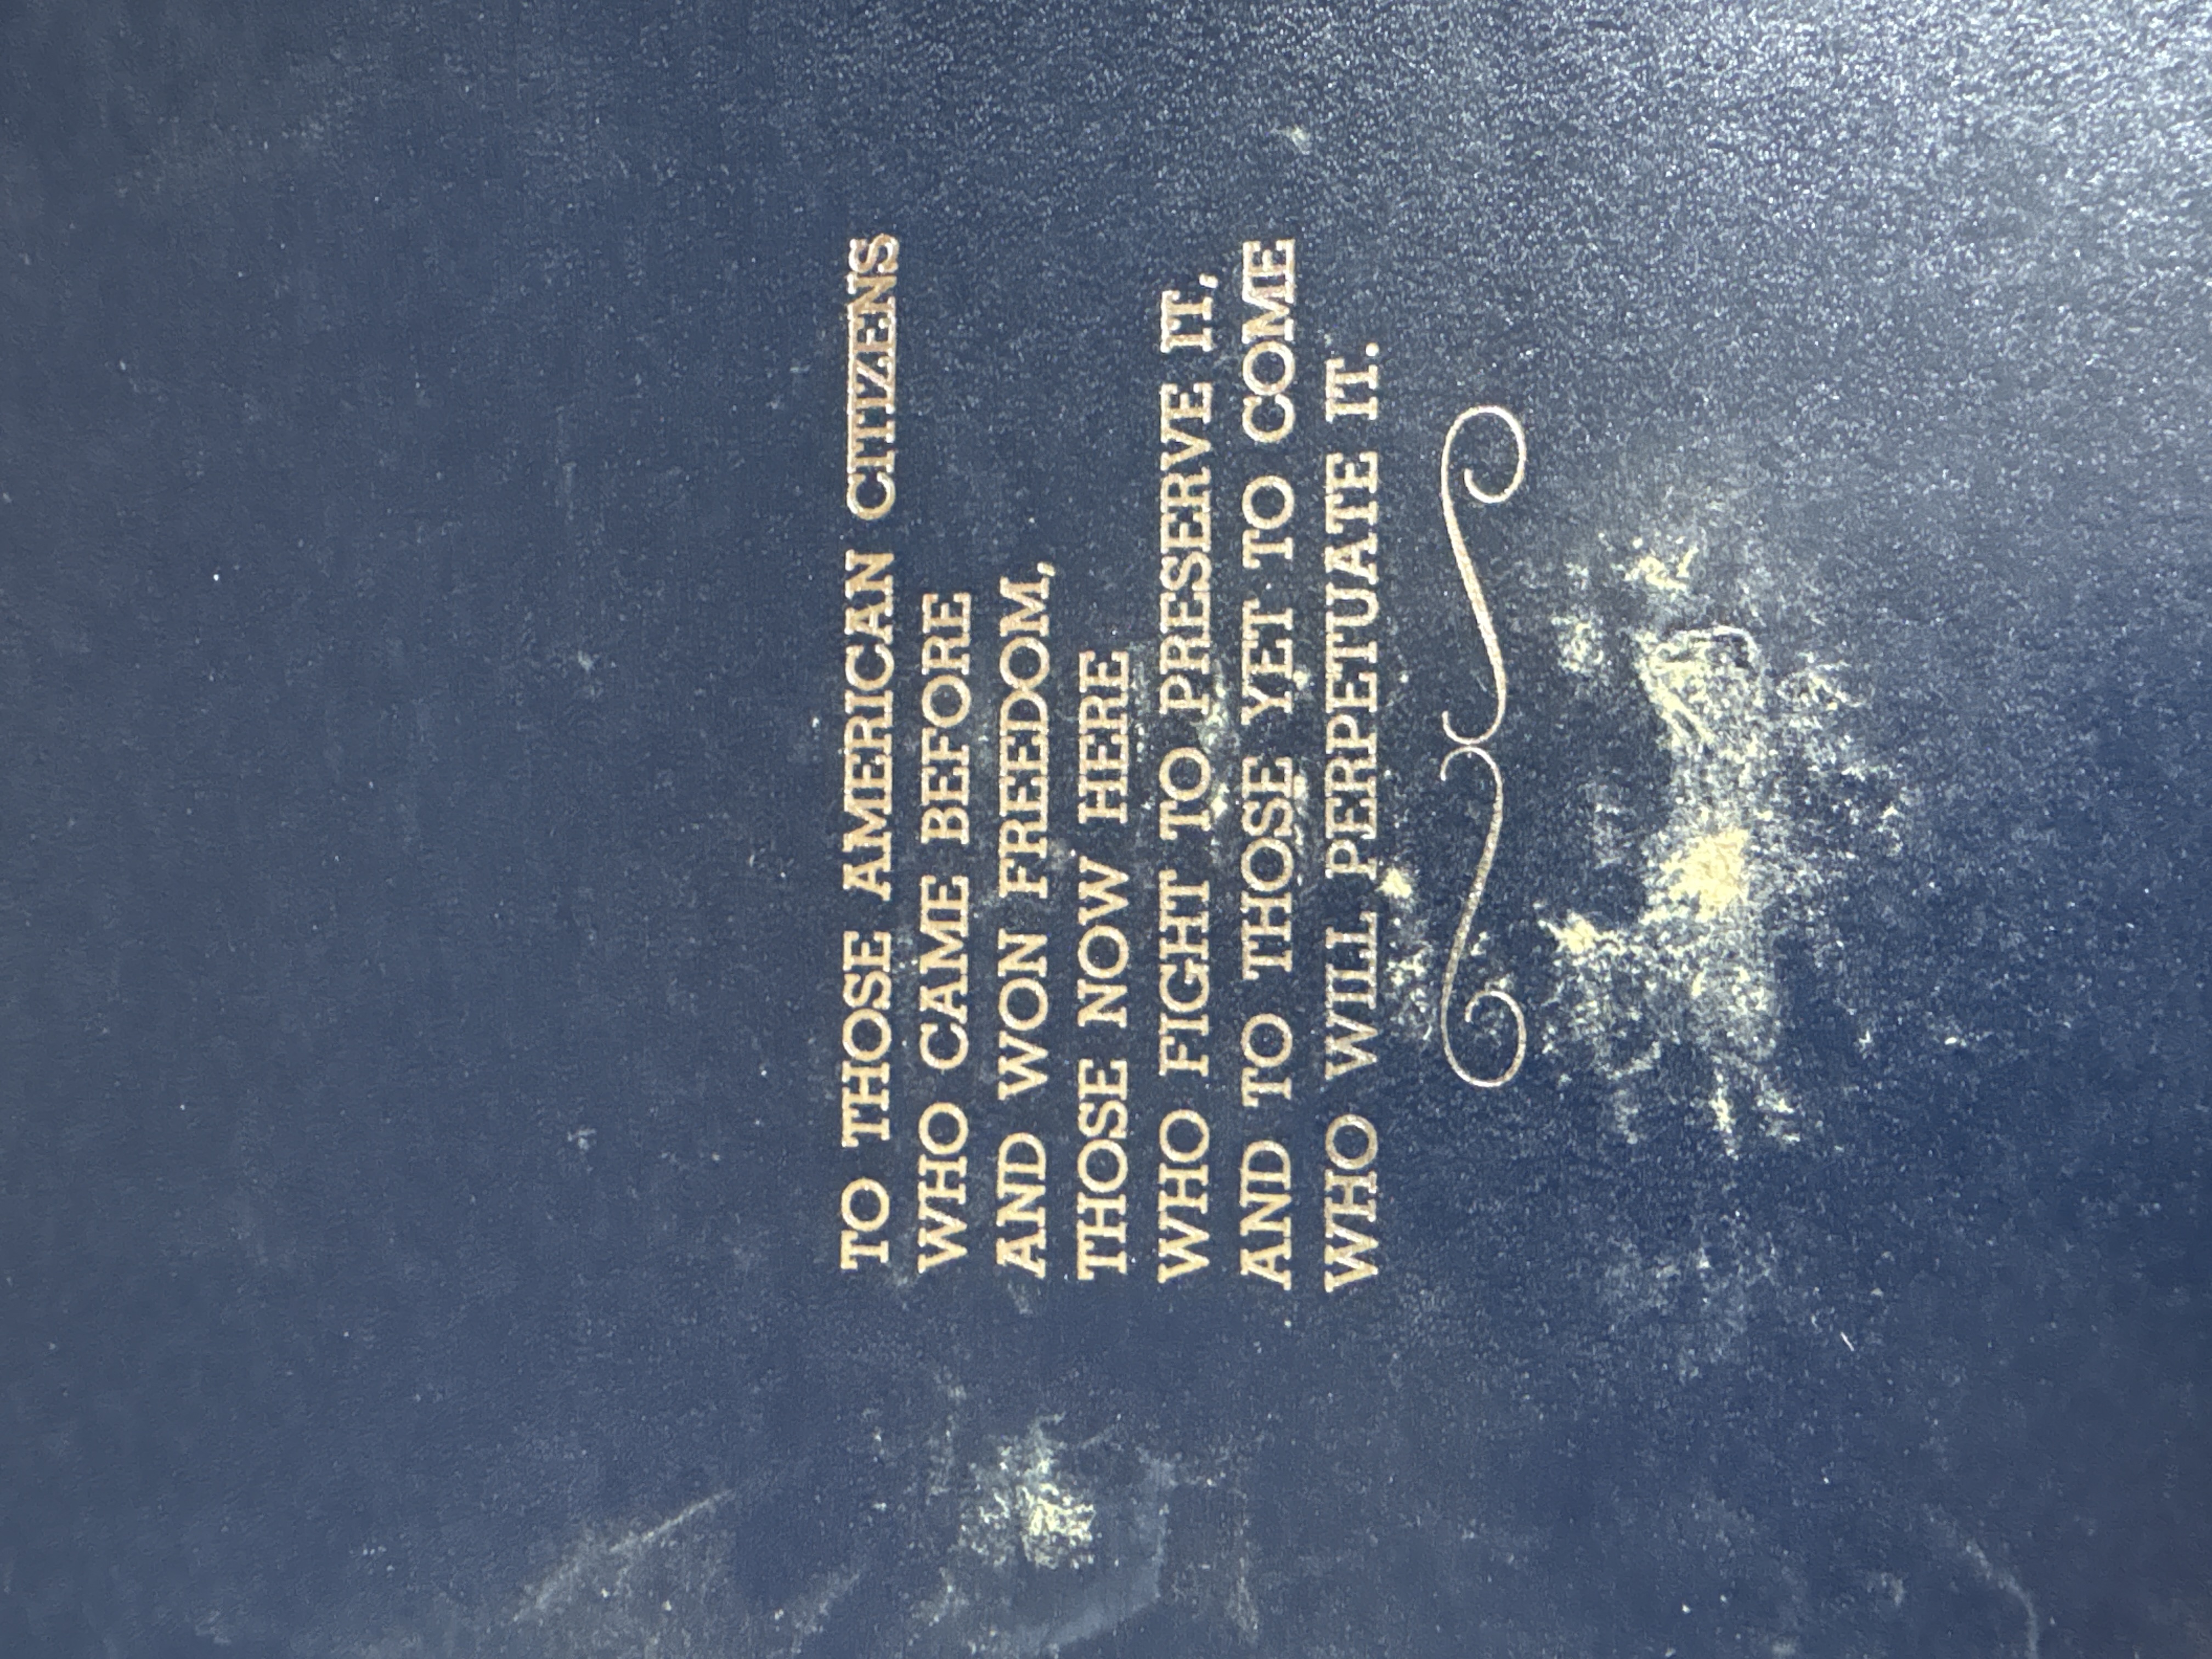 TO THOSE AMERICAN CITIZENS
WHO CAME BEFORE
AND WON FREEDOM,
THOSE NOW HERE
WHO FIGHT TO PRESERVE IT,
AND TO THOSE YET TO COME
WHO WILL PERPETUATE IT.